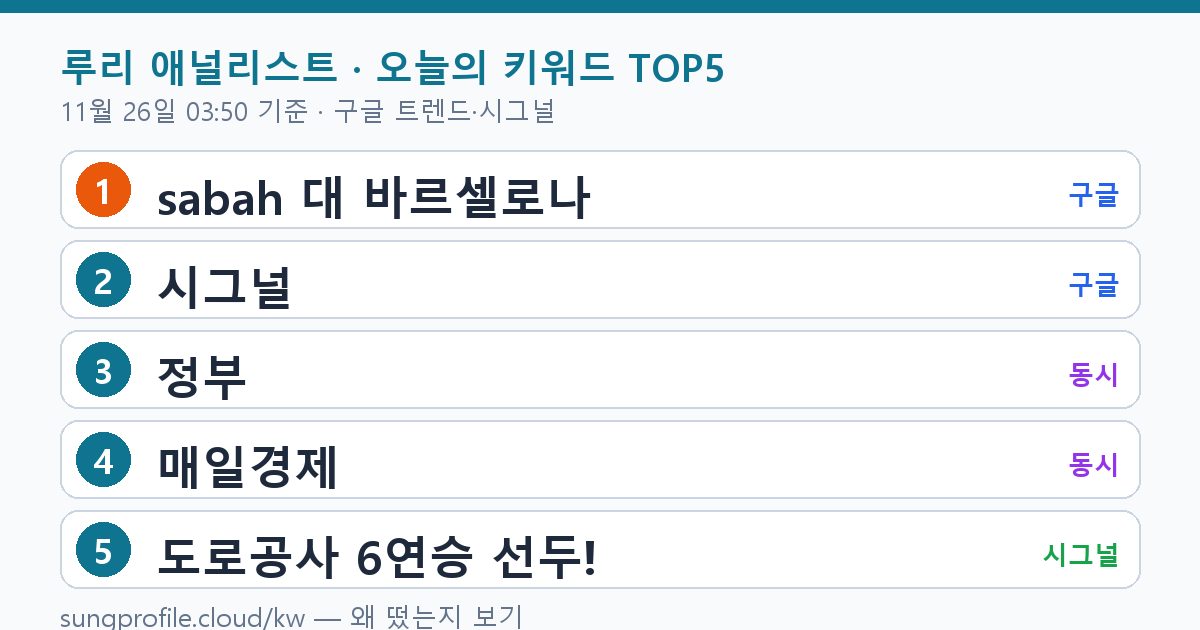 루리 애널리스트 · 오늘의 키워드 TOP5
11월 26일 03:50 기준 · 구글 트렌드·시그널
1 sabah 대 바르셀로나 구글
2 시그널 구글
3 정부 동시
4 매일경제 동시
5 도로공사 6연승 선두! 시그널
sungprofile.cloud/kw — 왜 떴는지 보기